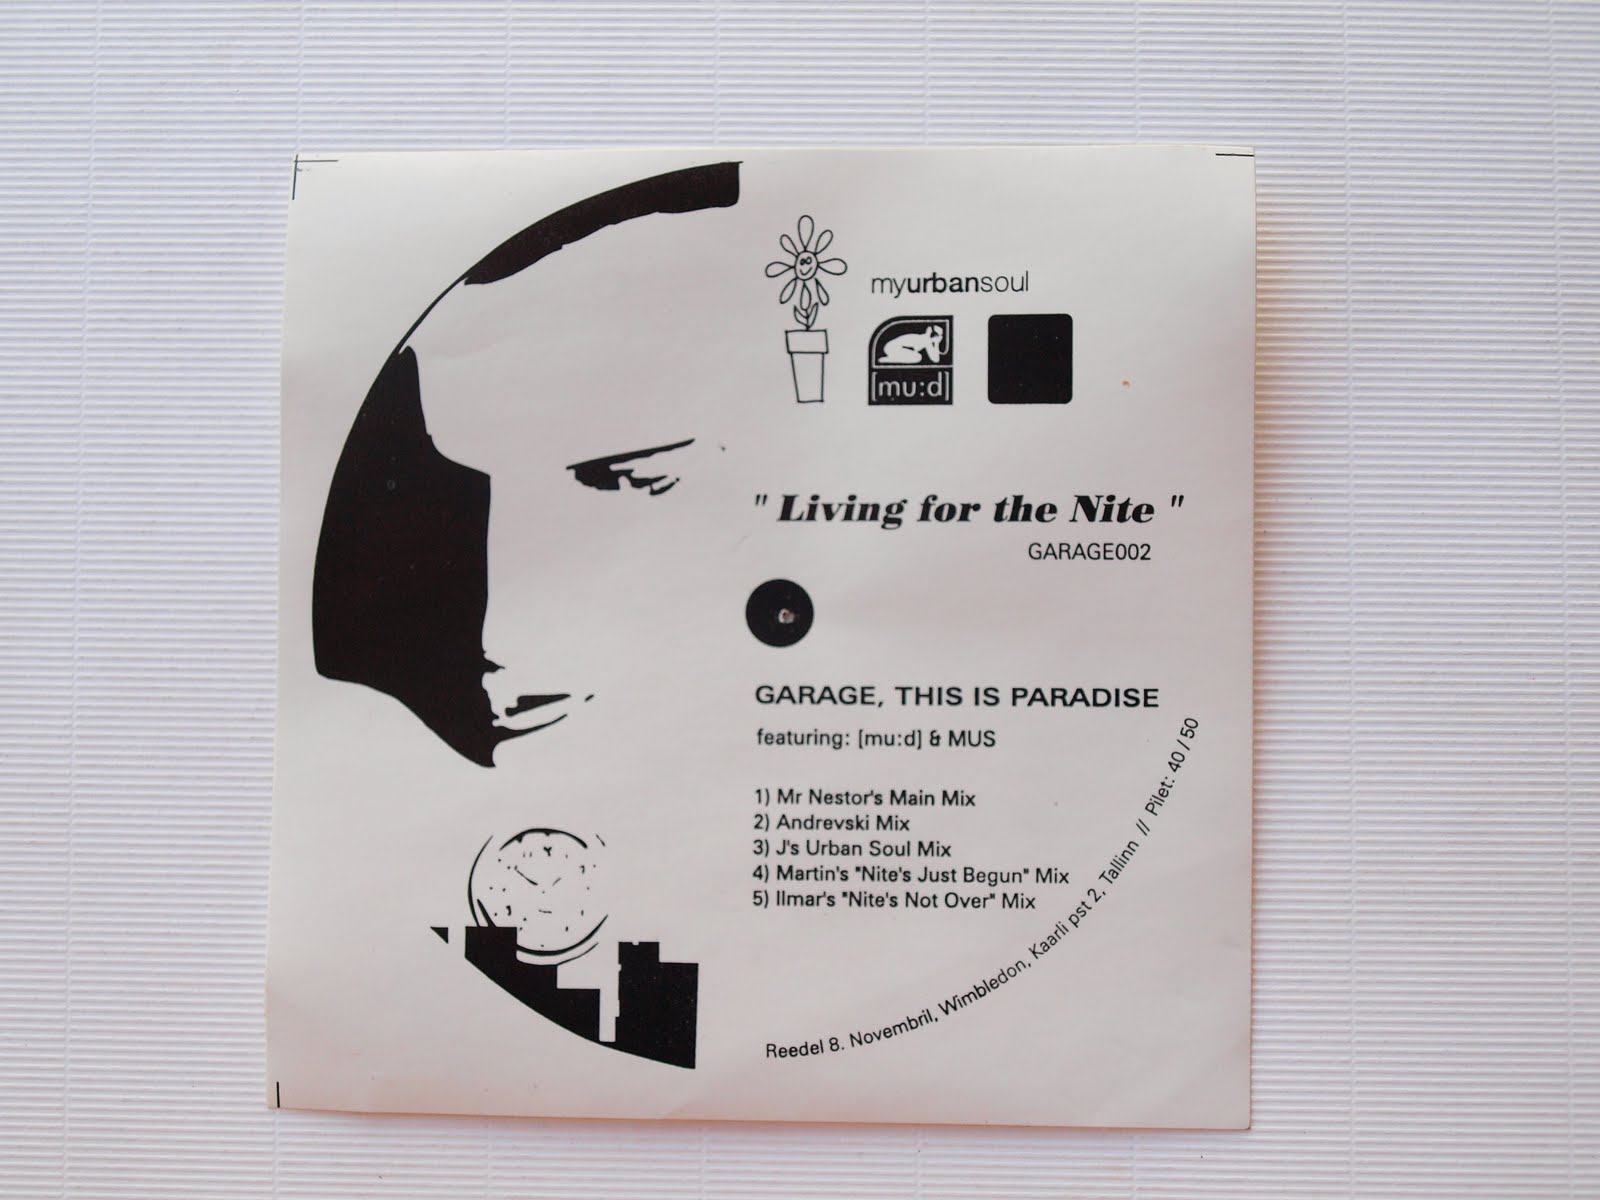 myurbansoul
[mu:d]
" Living for the Nite "
GARAGE002
GARAGE, THIS IS PARADISE
featuring: [mu:d] & MUS
1) Mr Nestor's Main Mix
2) Andrevski Mix
3) J's Urban Soul Mix
4) Martin's "Nite's Just Begun" Mix
5) Ilmar's "Nite's Not Over" Mix
Reedel 8. Novembril, Wimbledon, Kaarli pst 2, Tallinn // Pilet: 40 / 50